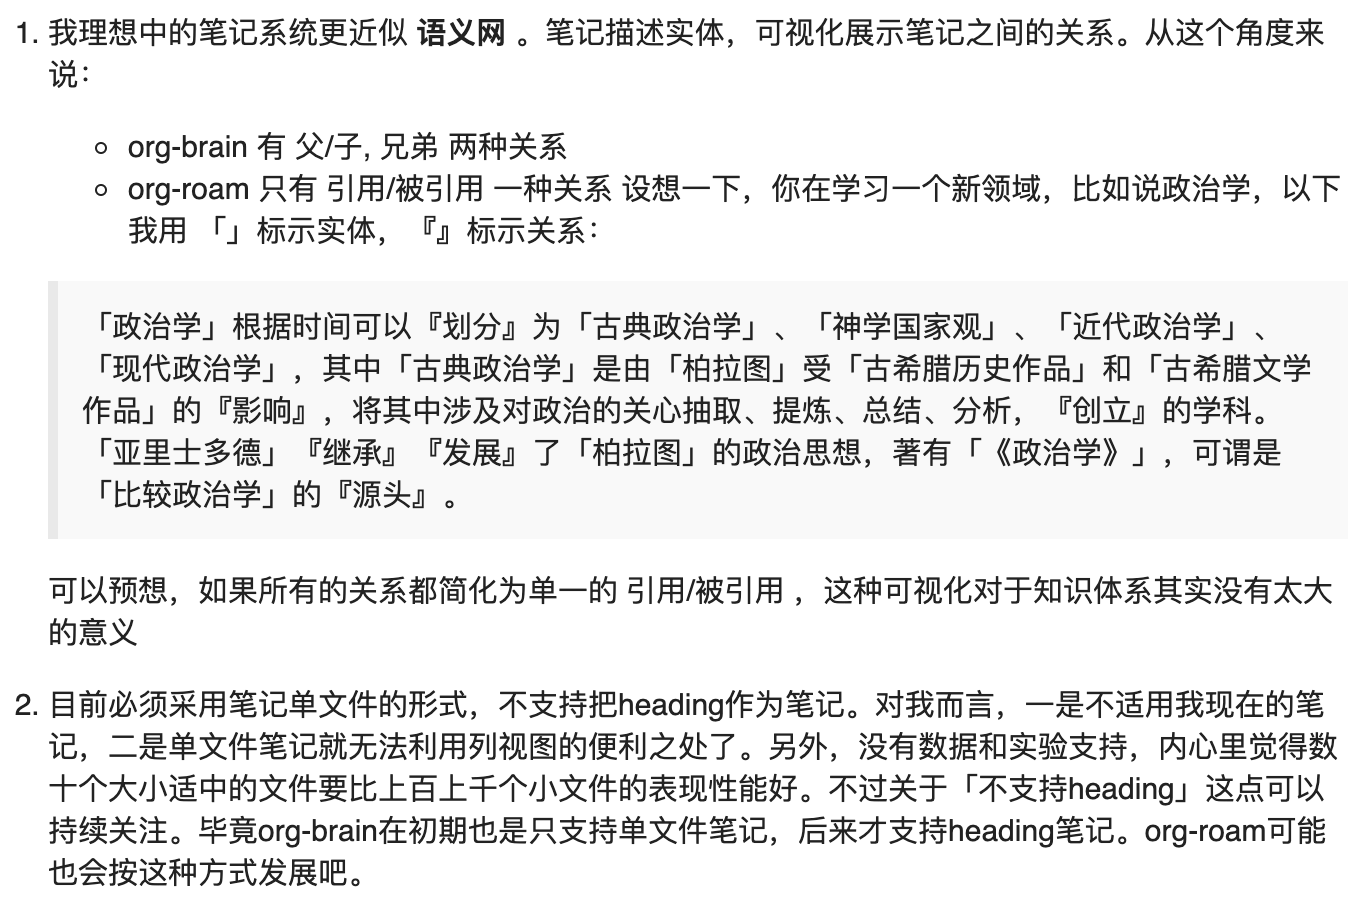 1. 我理想中的笔记系统更近似 语义网 。笔记描述实体，可视化展示笔记之间的关系。从这个角度来
说：
org-brain 有 父/子, 兄弟 两种关系
org-roam 只有 引用/被引用 一种关系 设想一下，你在学习一个新领域，比如说政治学，以下
我用 「」标示实体，『』标示关系：
「政治学」根据时间可以『划分』为「古典政治学」、「神学国家观」、「近代政治学」、
「现代政治学」，其中「古典政治学」是由「柏拉图」受「古希腊历史作品」和「古希腊文学
作品」的『影响』，将其中涉及对政治的关心抽取、提炼、总结、分析，『创立』的学科。
「亚里士多德」『继承』『发展』了「柏拉图」的政治思想，著有「《政治学》」，可谓是
「比较政治学」的『源头』。
可以预想，如果所有的关系都简化为单一的 引用/被引用 ，这种可视化对于知识体系其实没有太大
的意义
2. 目前必须采用笔记单文件的形式，不支持把heading作为笔记。对我而言，一是不适用我现在的笔
记，二是单文件笔记就无法利用列视图的便利之处了。另外，没有数据和实验支持，内心里觉得数
十个大小适中的文件要比上百上千个小文件的表现性能好。不过关于「不支持heading」这点可以
持续关注。毕竟org-brain在初期也是只支持单文件笔记，后来才支持heading笔记。org-roam可能
也会按这种方式发展吧。